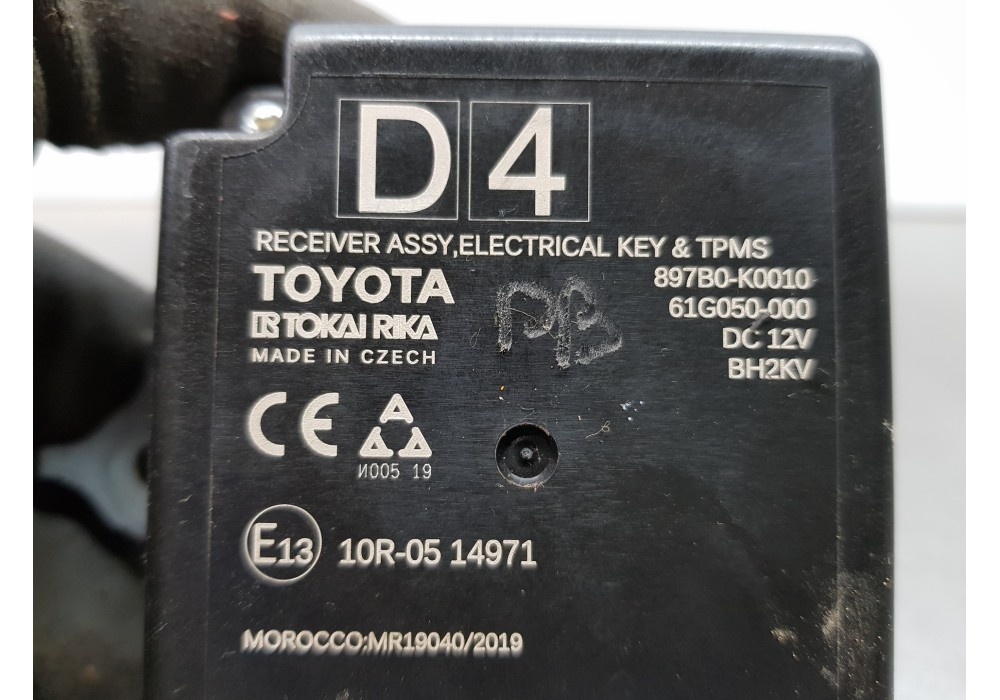 D 4
RECEIVER ASSY,ELECTRICAL KEY & TPMS
TOYOTA
TOKAI RIKA
MADE IN CZECH
897B0-K0010
61G050-000
DC 12V
BH2KV
PB
CE
И005 19
E13 10R-05 14971
MOROCCO:MR19040/2019